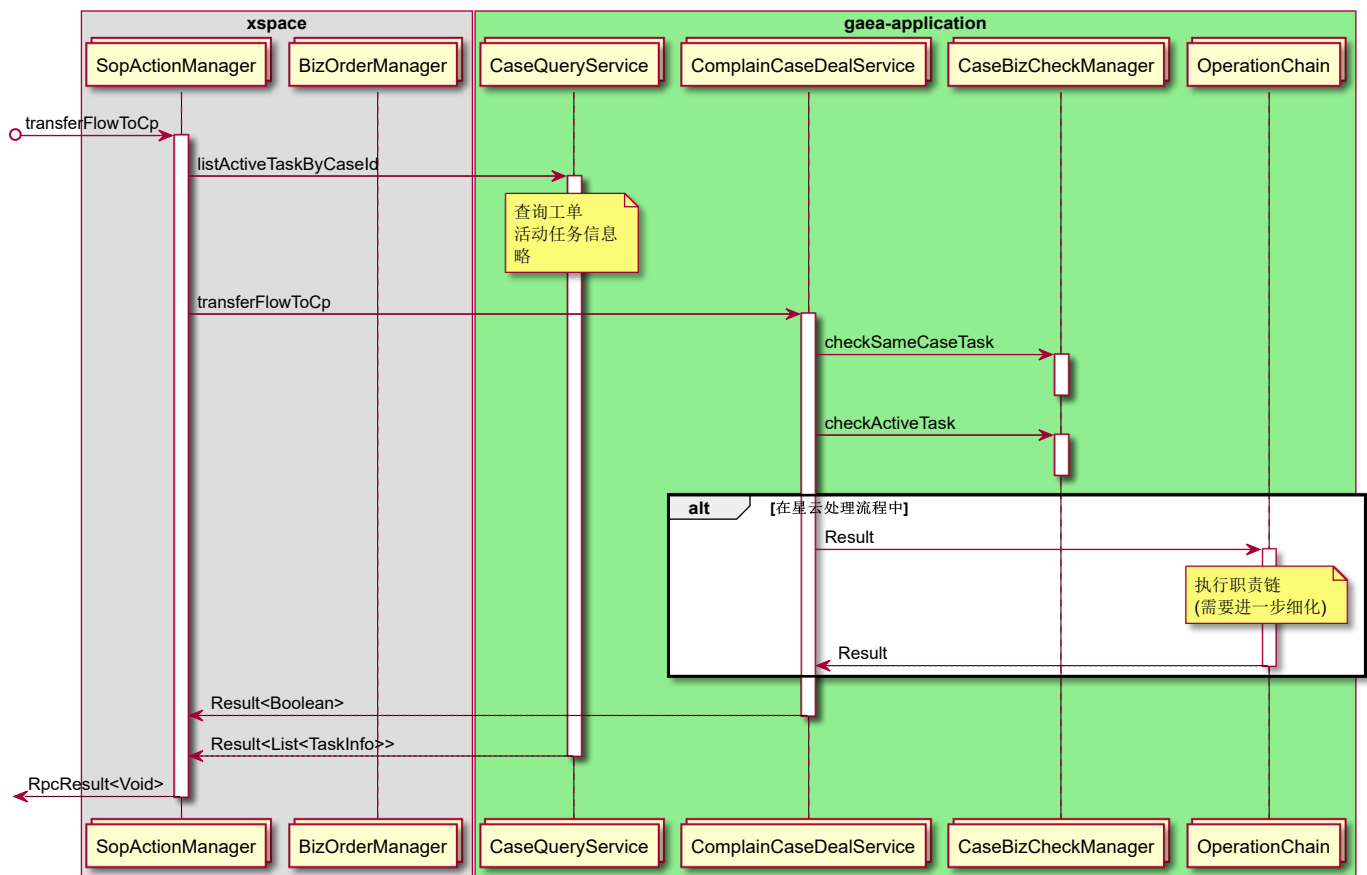 xspace
gaea-application
SopActionManager
BizOrderManager
CaseQueryService
ComplainCaseDealService
CaseBizCheckManager
OperationChain
transferFlowToCp
listActiveTaskByCaseId
查询工单
活动任务信息
略
transferFlowToCp
checkSameCaseTask
checkActiveTask
alt
[在星云处理流程中]
Result
执行职责链
(需要进一步细化)
Result
Result<Boolean>
Result<List<TaskInfo>>
RpcResult<Void>
SopActionManager
BizOrderManager
CaseQueryService
ComplainCaseDealService
CaseBizCheckManager
OperationChain